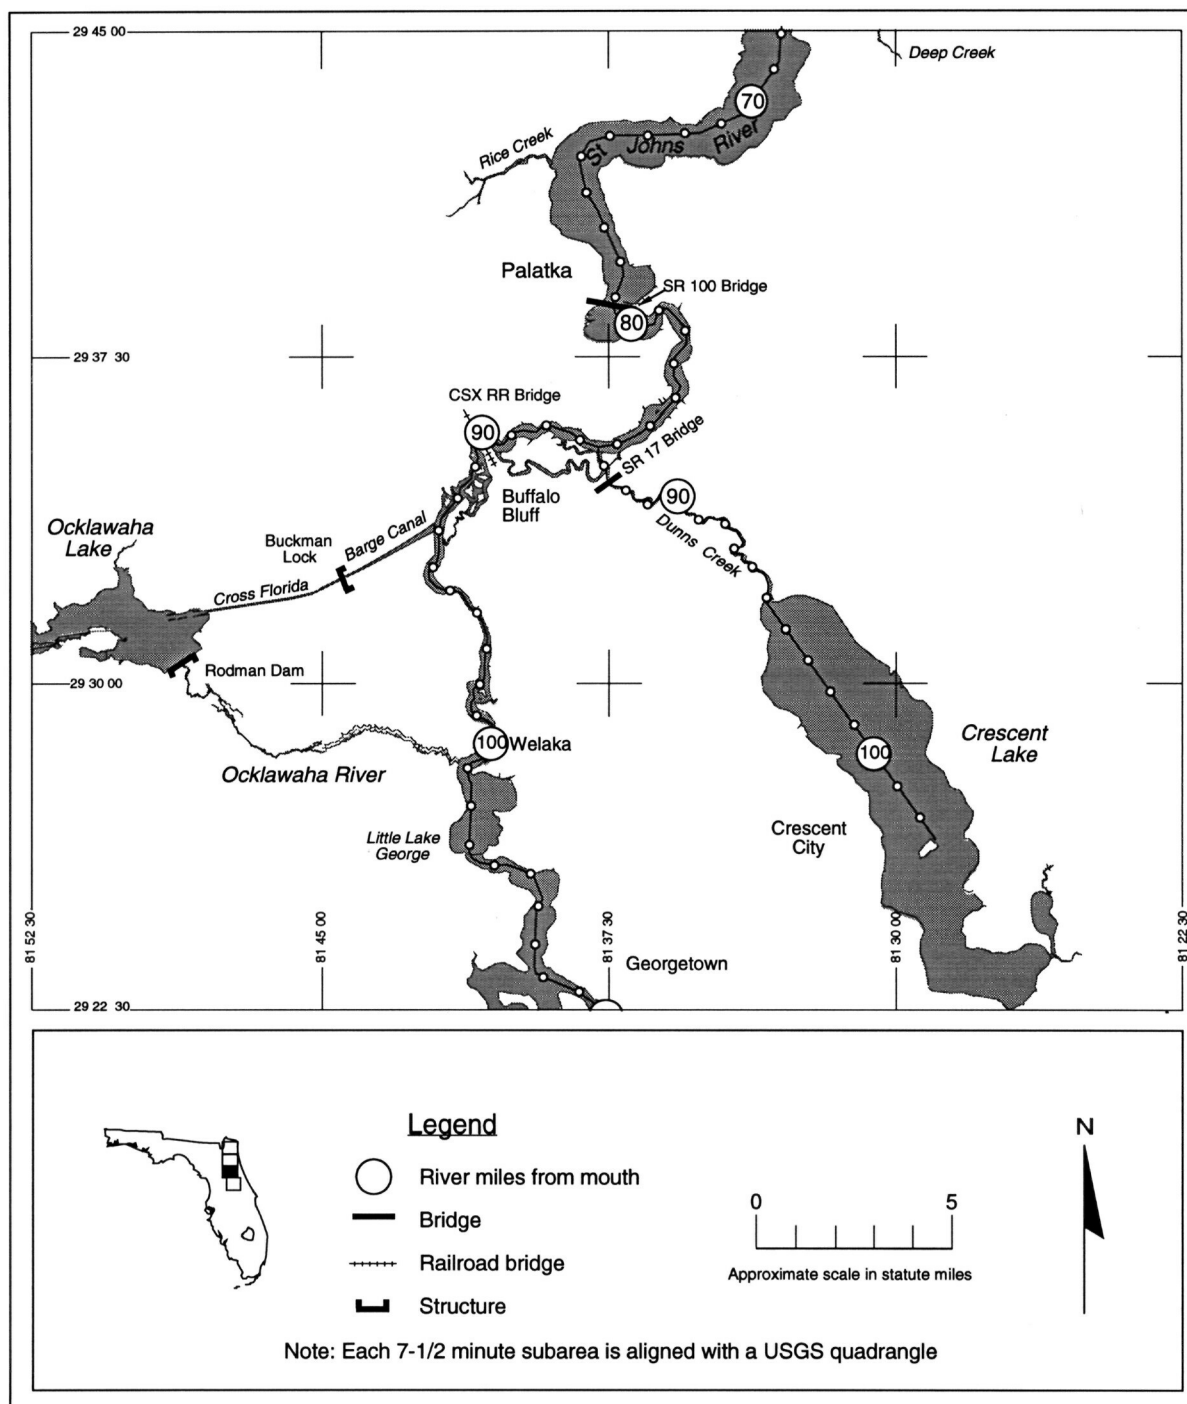 29 45 00
Deep Creek
70
St Johns River
Rice Creek
Palatka
SR 100 Bridge
80
29 37 30
CSX RR Bridge
90
SR 17 Bridge
Buffalo
Bluff
90
Dunns Creek
Ocklawaha
Lake
Buckman
Lock
Barge Canal
Cross Florida
Rodman Dam
29 30 00
100
Welaka
Crescent
Lake
100
Ocklawaha River
Little Lake
George
Crescent
City
81 52 30
81 45 00
81 37 30
81 30 00
81 22 30
Georgetown
29 22 30
Legend
River miles from mouth
Bridge
Railroad bridge
Structure
0 5
Approximate scale in statute miles
N
Note: Each 7-1/2 minute subarea is aligned with a USGS quadrangle